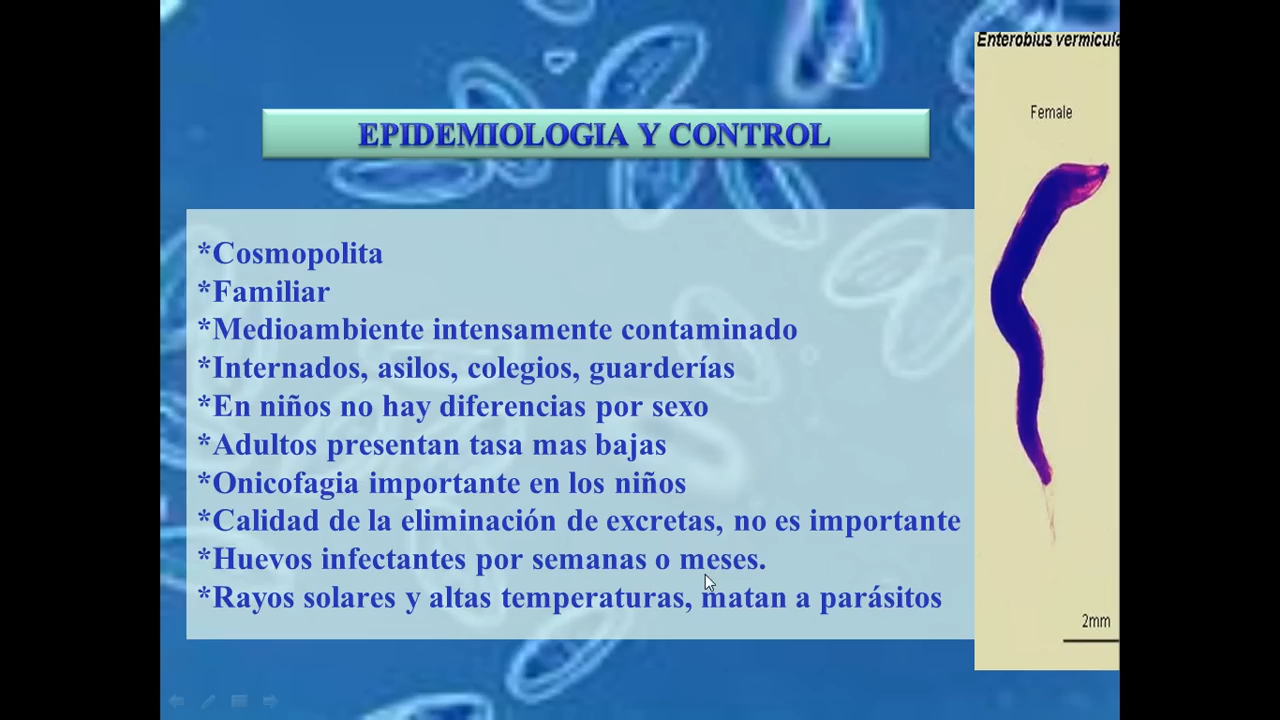 Enterobius vermicula
Female
EPIDEMIOLOGIA Y CONTROL
*Cosmopolita
*Familiar
*Medioambiente intensamente contaminado
*Internados, asilos, colegios, guarderías
*En niños no hay diferencias por sexo
*Adultos presentan tasa mas bajas
*Onicofagia importante en los niños
*Calidad de la eliminación de excretas, no es importante
*Huevos infectantes por semanas o meses.
*Rayos solares y altas temperaturas, matan a parásitos
2mm